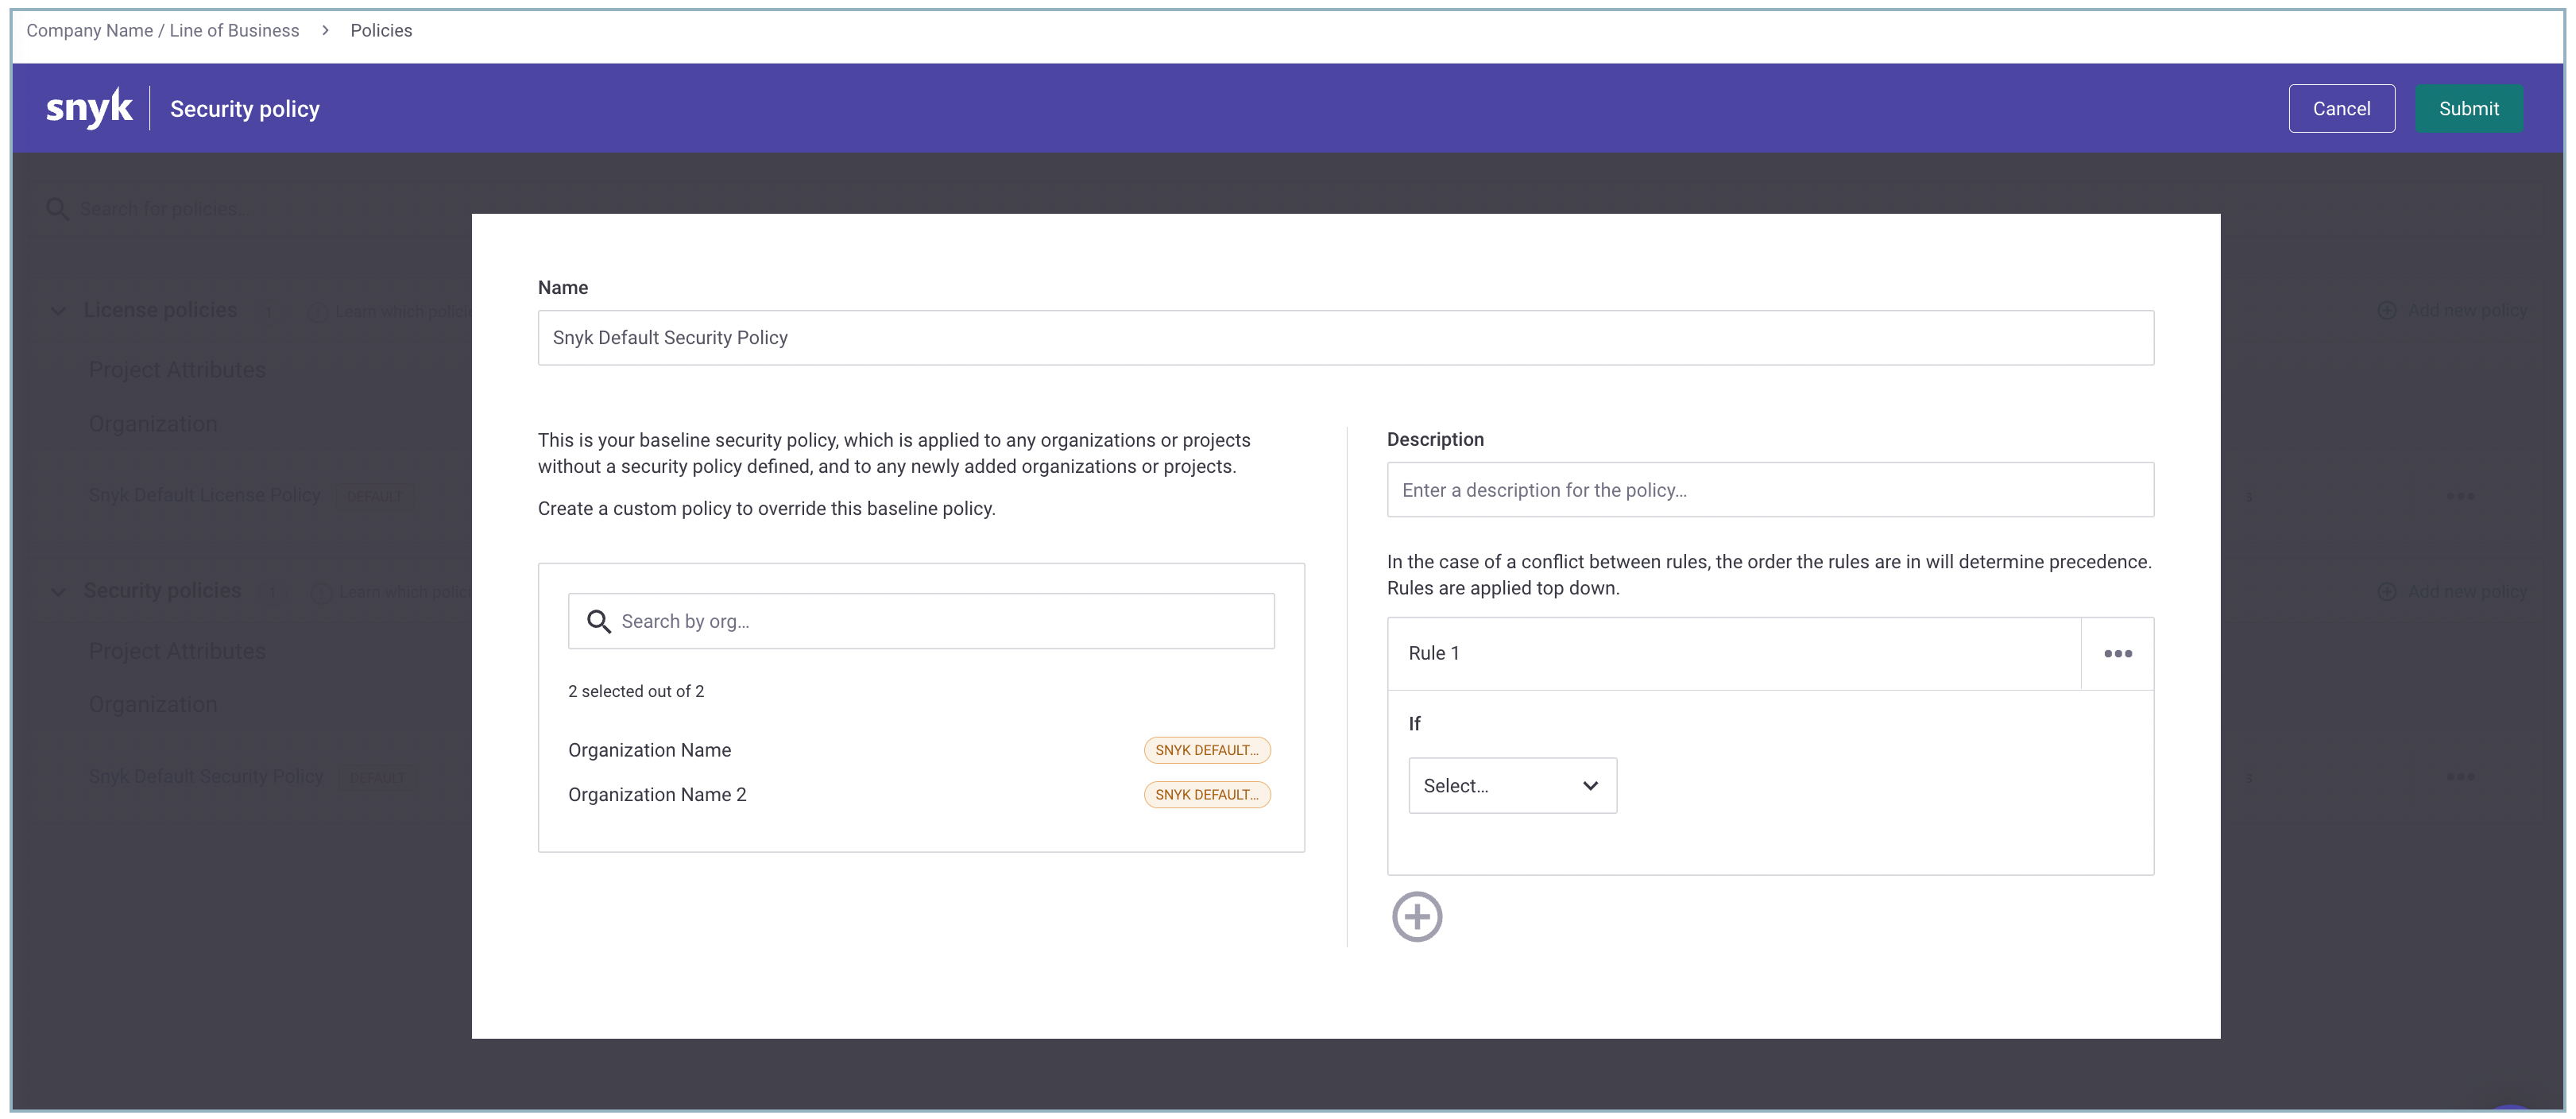 Company Name / Line of Business > Policies
snyk Security policy Cancel Submit
Search for policies...
Name
Snyk Default Security Policy
License policies 1 Learn which polic
Add new policy
Project Attributes
Organization
Snyk Default License Policy DEFAULT
This is your baseline security policy, which is applied to any organizations or projects
without a security policy defined, and to any newly added organizations or projects.
Create a custom policy to override this baseline policy.
Search by org...
2 selected out of 2
Organization Name SNYK DEFAULT...
Organization Name 2 SNYK DEFAULT...
Description
Enter a description for the policy...
In the case of a conflict between rules, the order the rules are in will determine precedence.
Rules are applied top down.
Rule 1
If
Select...
s
Security policies 1 Learn which polic
Add new policy
Project Attributes
Organization
Snyk Default Security Policy DEFAULT
s